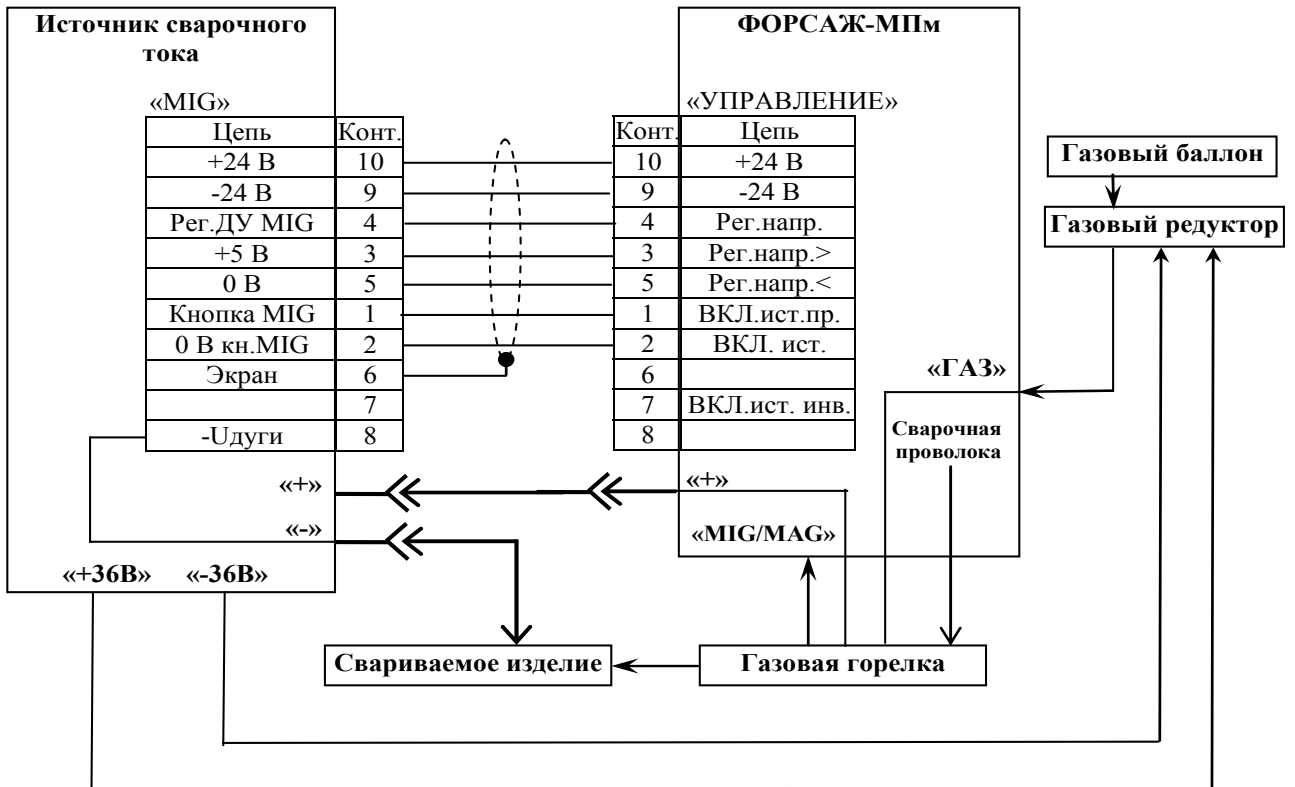 Источник сварочного
тока
«MIG»
Цепь Конт.
+24 В 10
-24 В 9
Рег.ДУ MIG 4
+5 В 3
0 В 5
Кнопка MIG 1
0 В кн.MIG 2
Экран 6
7
-Uдуги 8
«+»
«-»
«+36В» «-36В»
ФОРСАЖ-МПм
«УПРАВЛЕНИЕ»
Конт. Цепь
10 +24 В
9 -24 В
4 Рег.напр.
3 Рег.напр.>
5 Рег.напр.<
1 ВКЛ.ист.пр.
2 ВКЛ. ист.
6
7 ВКЛ.ист. инв.
8
«+»
«MIG/MAG»
«ГАЗ»
Сварочная
проволока
Газовый баллон
Газовый редуктор
Свариваемое изделие
Газовая горелка